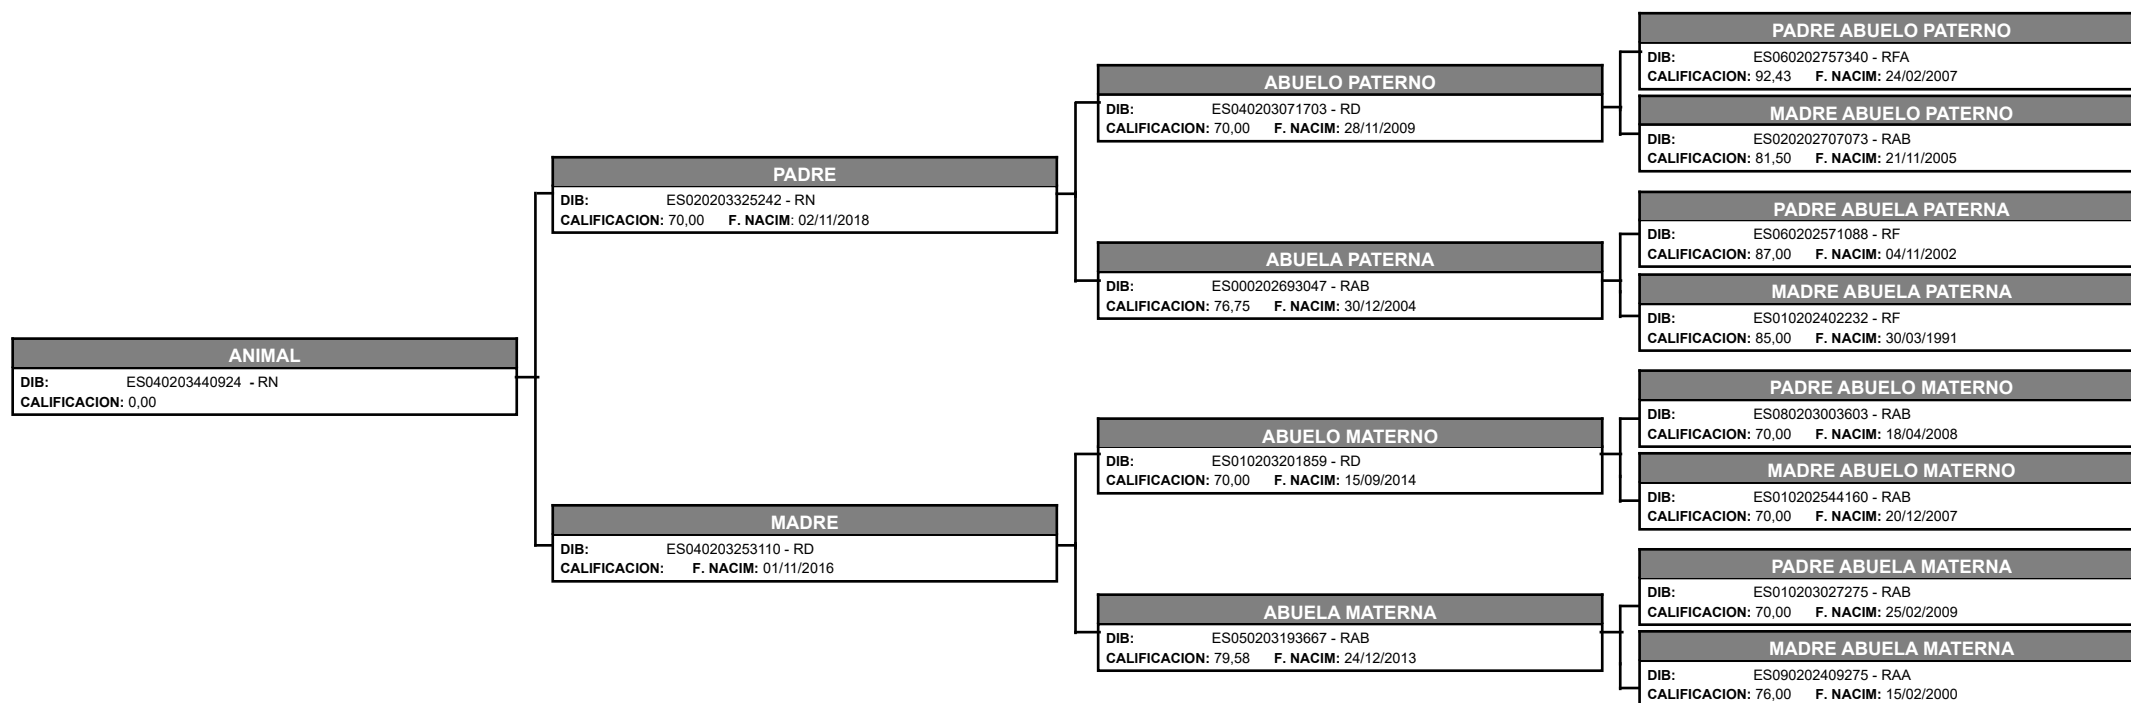 ANIMAL
DIB: ES040203440924 - RN
CALIFICACION: 0,00
PADRE
DIB: ES020203325242 - RN
CALIFICACION: 70,00 F. NACIM: 02/11/2018
MADRE
DIB: ES040203253110 - RD
CALIFICACION: F. NACIM: 01/11/2016
ABUELO PATERNO
DIB: ES040203071703 - RD
CALIFICACION: 70,00 F. NACIM: 28/11/2009
ABUELA PATERNA
DIB: ES000202693047 - RAB
CALIFICACION: 76,75 F. NACIM: 30/12/2004
ABUELO MATERNO
DIB: ES010203201859 - RD
CALIFICACION: 70,00 F. NACIM: 15/09/2014
ABUELA MATERNA
DIB: ES050203193667 - RAB
CALIFICACION: 79,58 F. NACIM: 24/12/2013
PADRE ABUELO PATERNO
DIB: ES060202757340 - RFA
CALIFICACION: 92,43 F. NACIM: 24/02/2007
MADRE ABUELO PATERNO
DIB: ES020202707073 - RAB
CALIFICACION: 81,50 F. NACIM: 21/11/2005
PADRE ABUELA PATERNA
DIB: ES060202571088 - RF
CALIFICACION: 87,00 F. NACIM: 04/11/2002
MADRE ABUELA PATERNA
DIB: ES010202402232 - RF
CALIFICACION: 85,00 F. NACIM: 30/03/1991
PADRE ABUELO MATERNO
DIB: ES080203003603 - RAB
CALIFICACION: 70,00 F. NACIM: 18/04/2008
MADRE ABUELO MATERNO
DIB: ES010202544160 - RAB
CALIFICACION: 70,00 F. NACIM: 20/12/2007
PADRE ABUELA MATERNA
DIB: ES010203027275 - RAB
CALIFICACION: 70,00 F. NACIM: 25/02/2009
MADRE ABUELA MATERNA
DIB: ES090202409275 - RAA
CALIFICACION: 76,00 F. NACIM: 15/02/2000